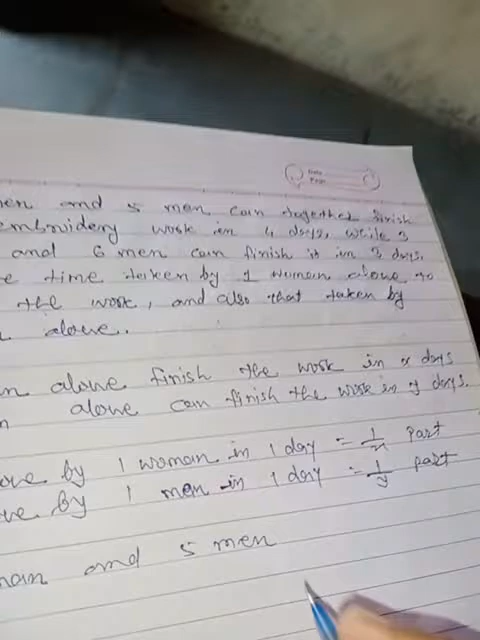 Date
Page
men and 5 men can together finish
embroidery work in 4 days, while 3
and 6 men can finish it in 3 days.
time taken by 1 woman alone to
the work, and also that taken by
alone.
alone finish the work in x days
alone can finish the work in y days.
by 1 woman in 1 day = 1/x part
by 1 men in 1 day = 1/y part
and 5 men